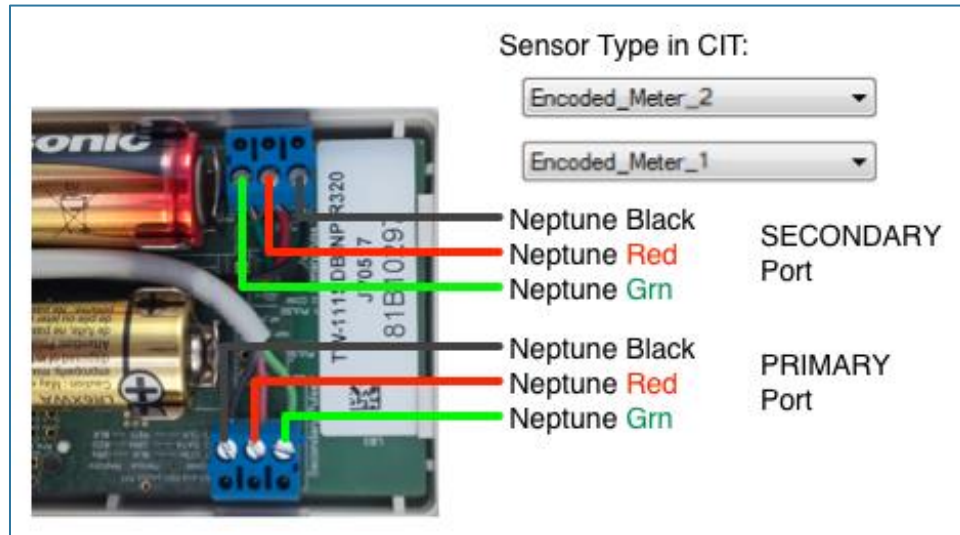 Sensor Type in CIT:
Encoded_Meter_2
Encoded_Meter_1
sonic
Neptune Black
Neptune Red
Neptune Grn
SECONDARY
Port
Neptune Black
Neptune Red
Neptune Grn
PRIMARY
Port